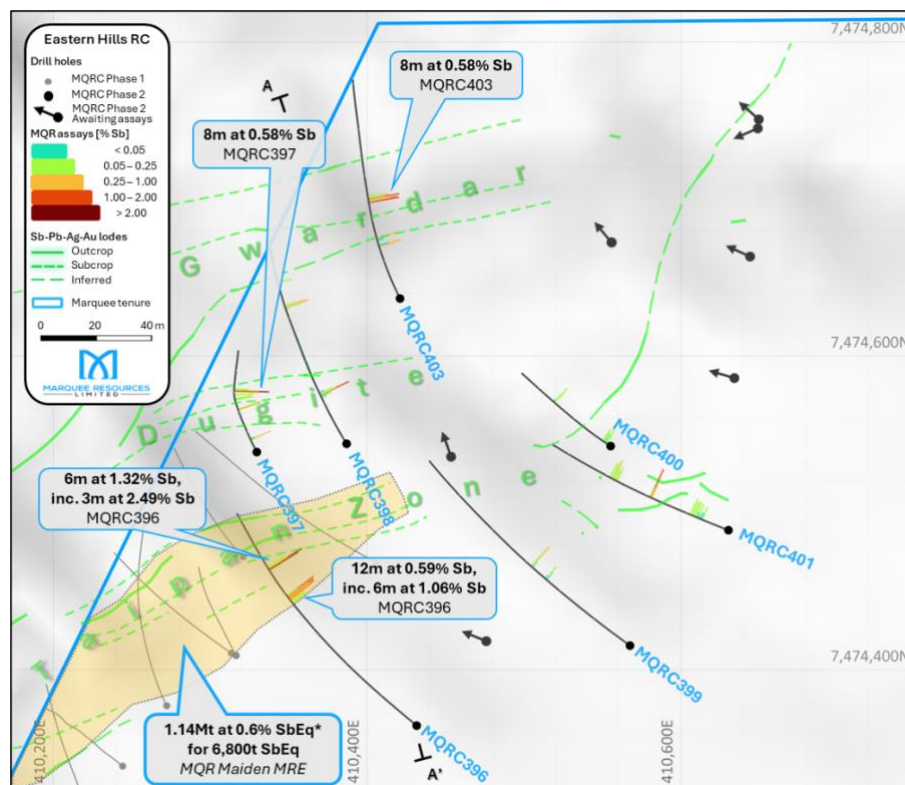 Eastern Hills RC
Drill holes
MQRC Phase 1
MQRC Phase 2
MQRC Phase 2
Awaiting assays
MQR assays [% Sb]
< 0.05
0.05 – 0.25
0.25 – 1.00
1.00 – 2.00
> 2.00
Sb-Pb-Ag-Au lodes
Outcrop
Subcrop
Inferred
Marquee tenure
0 20 40 m
MARQUEE RESOURCES
LIMITED
7,474,800N
A
8m at 0.58% Sb
MQRC403
8m at 0.58% Sb
MQRC397
Gwardar
MQRC403
7,474,600N
Dugite
MQRC400
MQRC397
MQRC398
MQRC401
6m at 1.32% Sb,
inc. 3m at 2.49% Sb
MQRC396
Taipan Zone
12m at 0.59% Sb,
inc. 6m at 1.06% Sb
MQRC396
MQRC399
7,474,400N
1.14Mt at 0.6% SbEq*
for 6,800t SbEq
MQR Maiden MRE
MQRC396
A'
410,200E
410,400E
410,600E